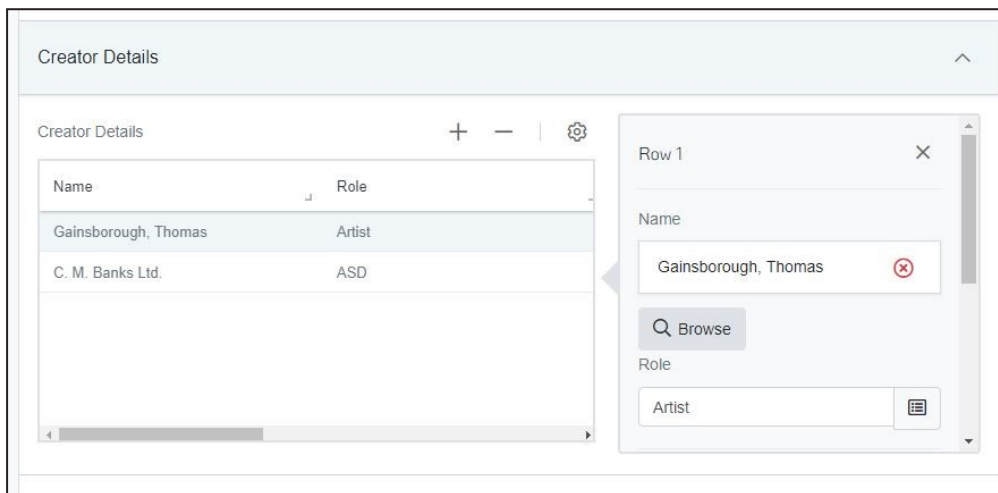 Creator Details
Creator Details
Name Role
Gainsborough, Thomas Artist
C. M. Banks Ltd. ASD
Row 1
Name
Gainsborough, Thomas
Browse
Role
Artist